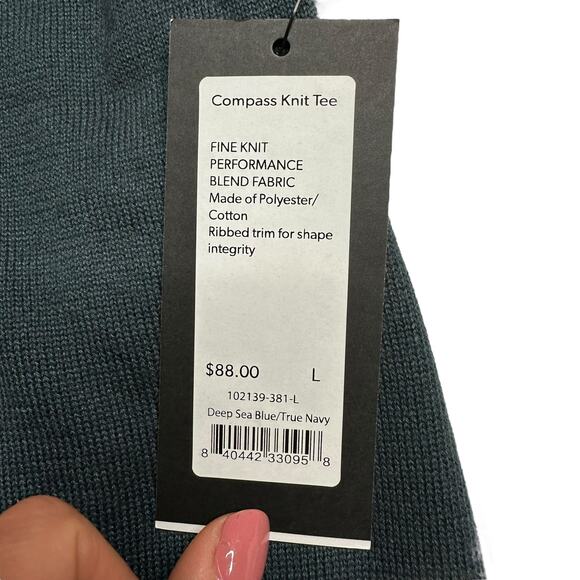 Compass Knit Tee
FINE KNIT
PERFORMANCE
BLEND FABRIC
Made of Polyester/
Cotton
Ribbed trim for shape
integrity
$88.00 L
102139-381-L
Deep Sea Blue/True Navy
8 40442 33095 8